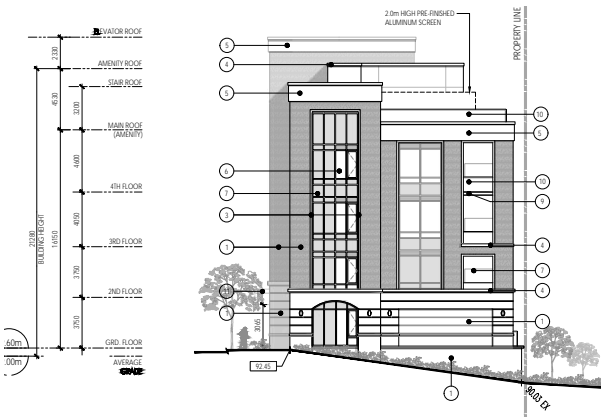 2.0m HIGH PRE-FINISHED
ALUMINUM SCREEN
PROPERTY LINE
ELEVATOR ROOF
AMENITY ROOF
STAIR ROOF
MAIN ROOF
(AMENITY)
4TH FLOOR
3RD FLOOR
2ND FLOOR
GRD. FLOOR
AVERAGE
GRADE
2330
4530
3200
4600
4050
3750
21280
BUILDING HEIGHT
16150
.60m
.00m
5
4
5
6
7
3
1
11
1
3065
92.45
10
5
10
9
4
7
4
1
1
90.03 EX